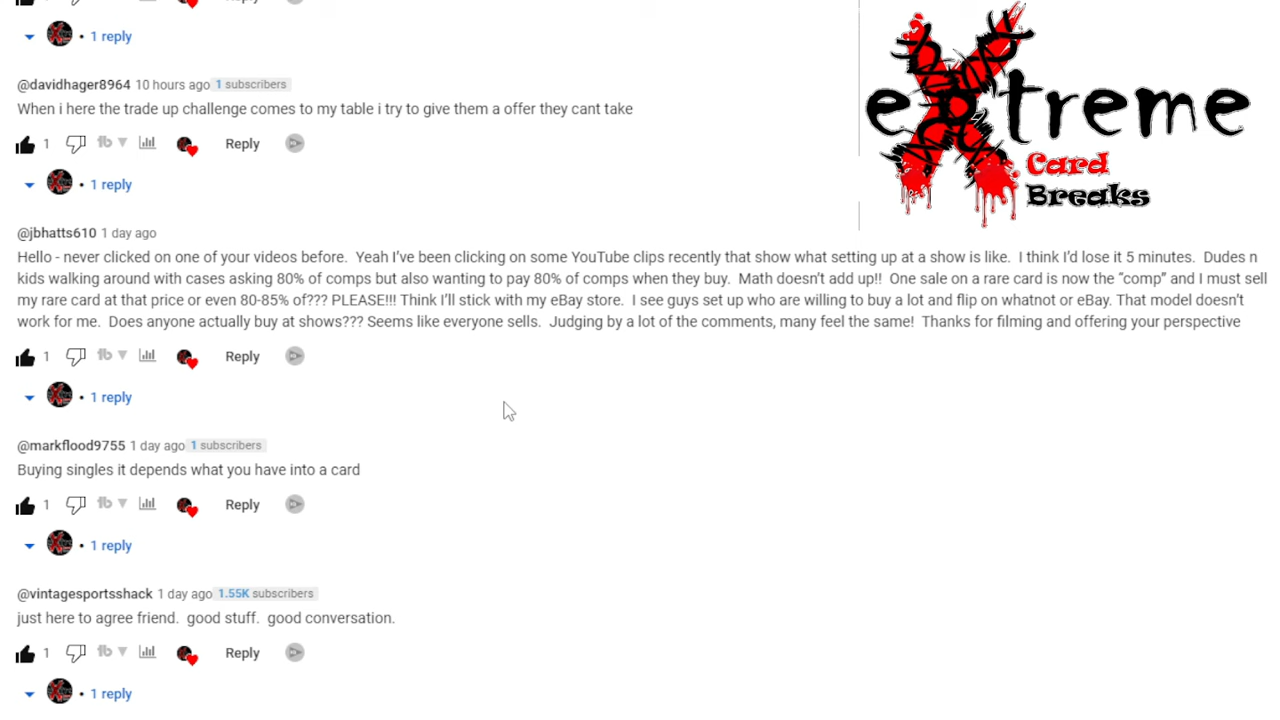 Reply
1 reply
@davidhager8964 10 hours ago 1 subscribers
When i here the trade up challenge comes to my table i try to give them a offer they cant take
1 Reply
1 reply
@jbhatts610 1 day ago
Hello - never clicked on one of your videos before. Yeah I've been clicking on some YouTube clips recently that show what setting up at a show is like. I think I'd lose it 5 minutes. Dudes n
kids walking around with cases asking 80% of comps but also wanting to pay 80% of comps when they buy. Math doesn't add up!! One sale on a rare card is now the “comp” and I must sell
my rare card at that price or even 80-85% of??? PLEASE!!! Think I'll stick with my eBay store. I see guys set up who are willing to buy a lot and flip on whatnot or eBay. That model doesn't
work for me. Does anyone actually buy at shows??? Seems like everyone sells. Judging by a lot of the comments, many feel the same! Thanks for filming and offering your perspective
1 Reply
1 reply
@markflood9755 1 day ago 1 subscribers
Buying singles it depends what you have into a card
1 Reply
1 reply
@vintagesportsshack 1 day ago 1.55K subscribers
just here to agree friend. good stuff. good conversation.
1 Reply
1 reply
eXtreme
Card
Breaks